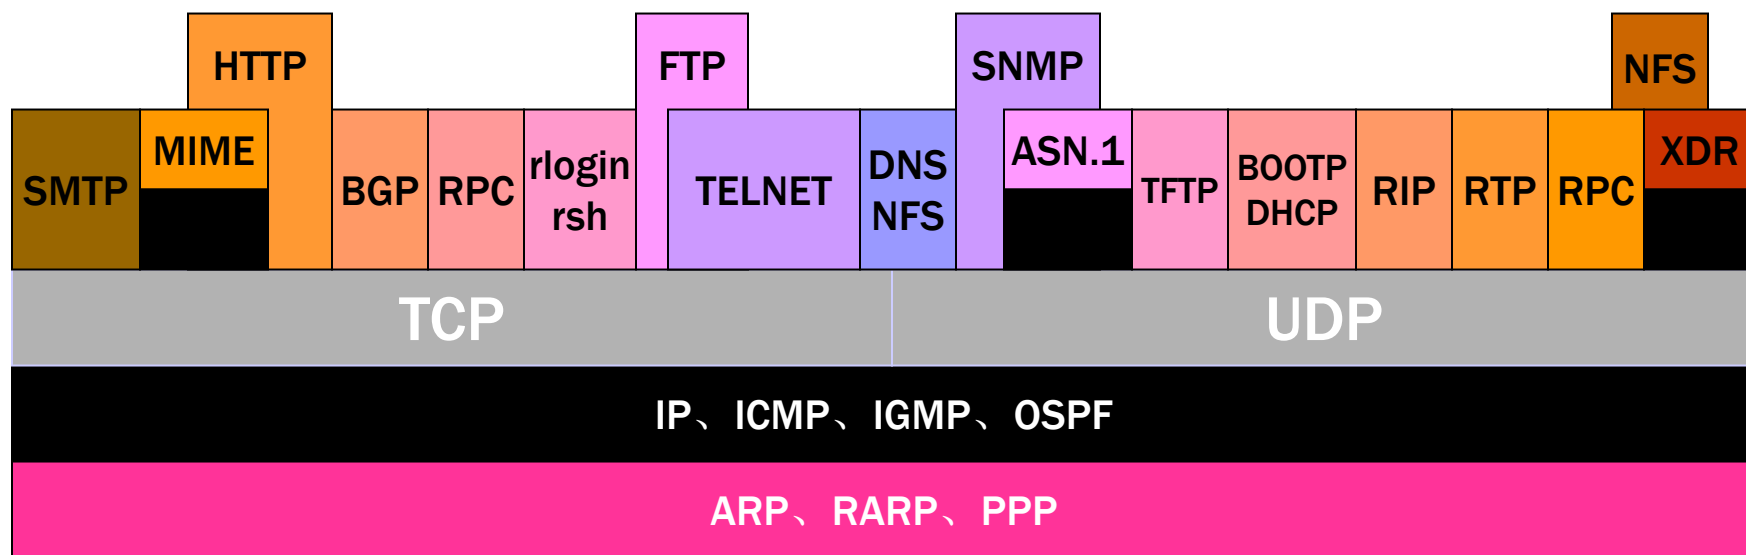 HTTP
FTP
SNMP
NFS
SMTP
MIME
BGP
RPC
rlogin
rsh
TELNET
DNS
NFS
ASN.1
TFTP
BOOTP
DHCP
RIP
RTP
RPC
XDR
TCP
UDP
IP、ICMP、IGMP、OSPF
ARP、RARP、PPP